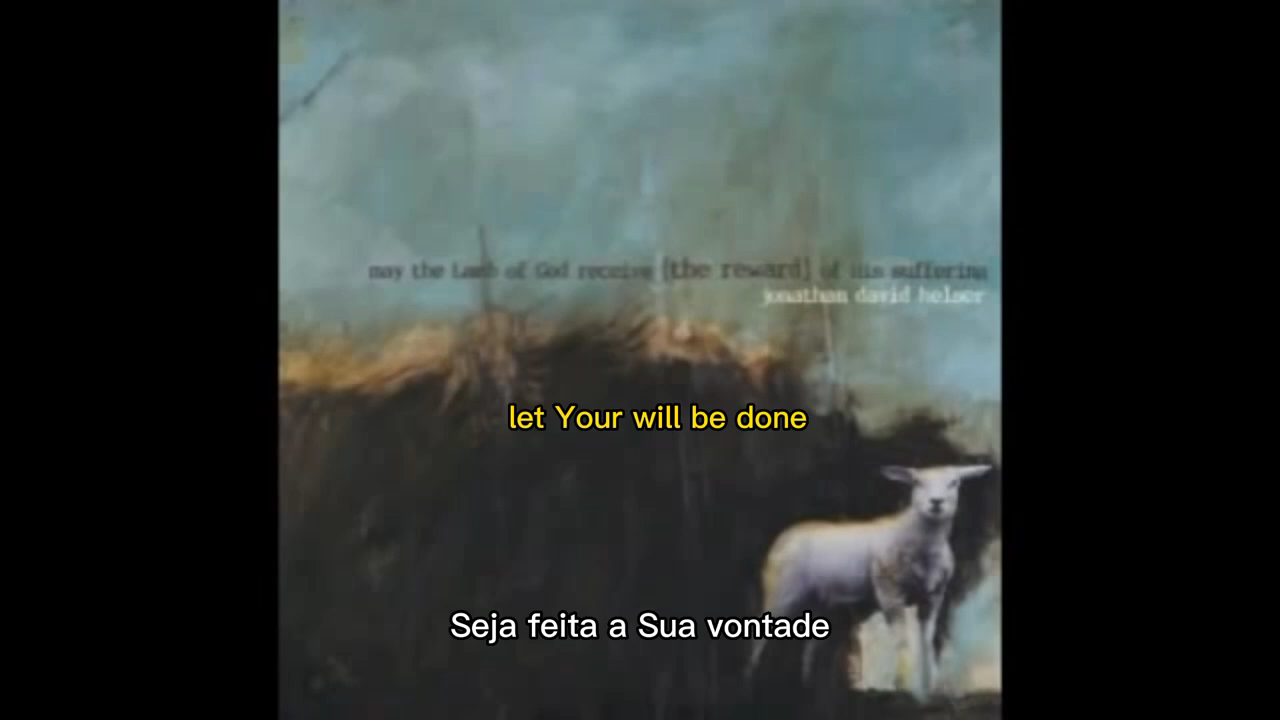 may the Lamb of God receive [the reward] of His suffering
jonathan david helser
let Your will be done
Seja feita a Sua vontade